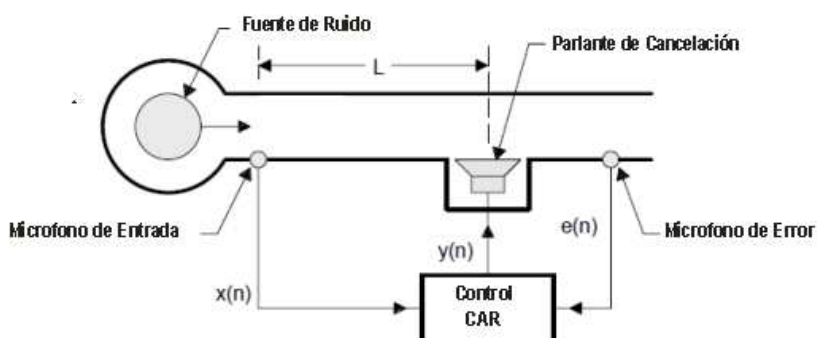 Fuente de Ruido
Parlante de Cancelación
L
Microfono de Entrada
Microfono de Error
e(n)
y(n)
x(n)
Control
CAR